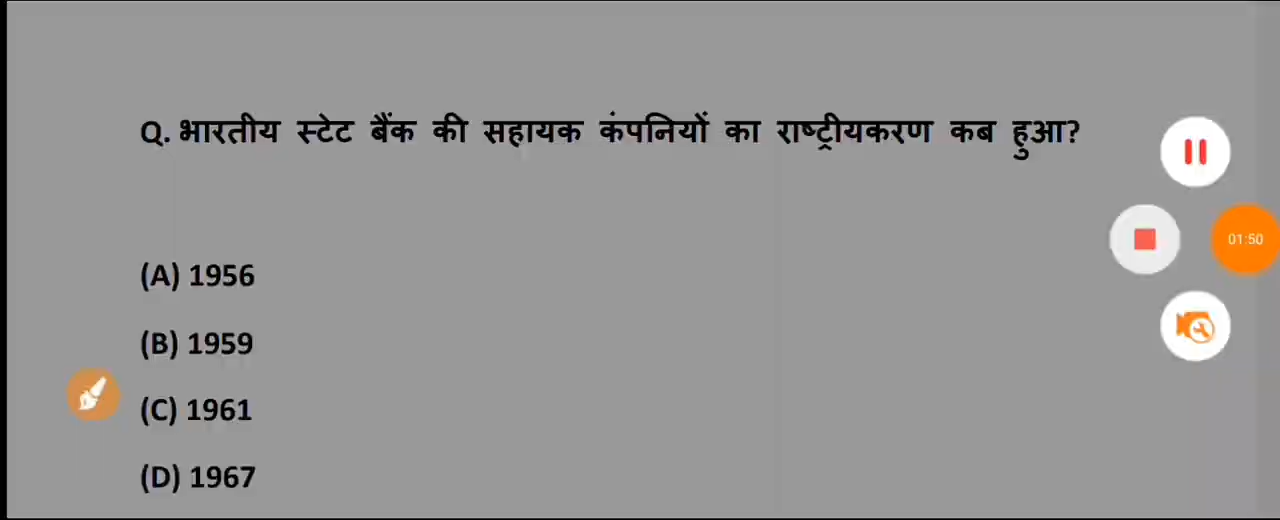 Q. भारतीय स्टेट बैंक की सहायक कंपनियों का राष्ट्रीयकरण कब हुआ?
01:50
(A) 1956
(B) 1959
(C) 1961
(D) 1967